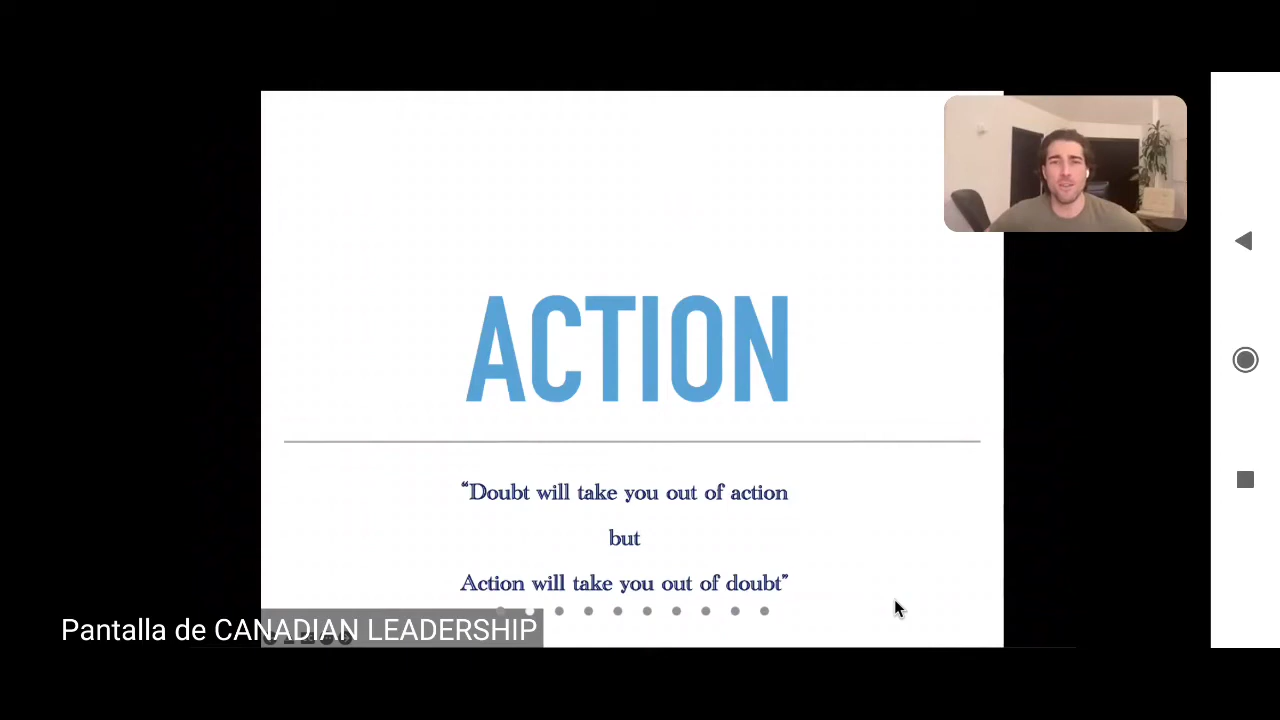 ACTION
“Doubt will take you out of action
but
Action will take you out of doubt”
Pantalla de CANADIAN LEADERSHIP